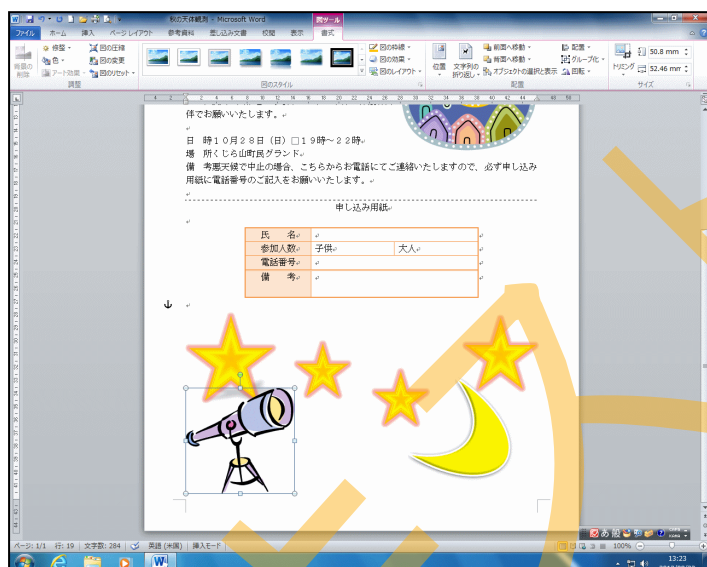 秋の天体観測 - Microsoft Word
図ツール
ファイル ホーム 挿入 ページ レイアウト 参考資料 差し込み文書 校閲 表示 書式
背景の
削除
修整
色
アート効果
図の圧縮
図の変更
図のリセット
調整
図のスタイル
図の枠線
図の効果
図のレイアウト
位置
文字列の
折り返し
前面へ移動
背面へ移動
オブジェクトの選択と表示
配置
グループ化
回転
配置
トリミング
50.8 mm
52.46 mm
サイズ
伴でお願いいたします。
日 時10月28日(日)□19時~22時
場 所くじら山町民グランド
備 考悪天候で中止の場合、こちらからお電話にてご連絡いたしますので、必ず申し込み
用紙に電話番号のご記入をお願いいたします。
申し込み用紙
氏 名
参加人数 子供 大人
電話番号
備 考
ページ: 1/1 行: 19 文字数: 284 英語 (米国) 挿入モード 100%
あ 般
13:23